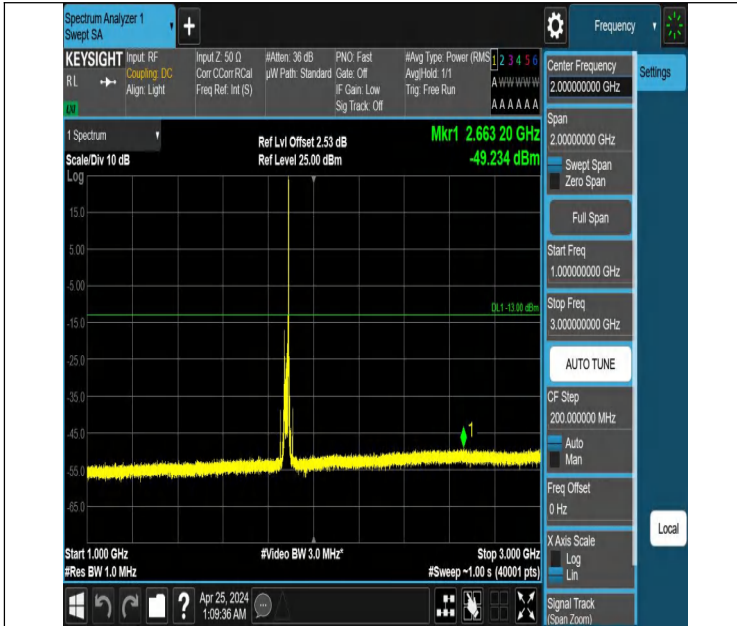 Spectrum Analyzer 1
Swept SA
+
Frequency
KEYSIGHT
RL
Input: RF
Coupling: DC
Align: Light
Input Z: 50 Ω
Corr CCorr RCal
Freq Ref: Int (S)
#Atten: 36 dB
µW Path: Standard
PNO: Fast
Gate: Off
IF Gain: Low
Sig Track: Off
#Avg Type: Power (RMS
Avg|Hold: 1/1
Trig: Free Run
1 2 3 4 5 6
A W W W W W
A A A A A A
Center Frequency
2.000000000 GHz
Settings
1 Spectrum
Scale/Div 10 dB
Log
Ref Lvl Offset 2.53 dB
Ref Level 25.00 dBm
Mkr1 2.663 20 GHz
-49.234 dBm
Span
2.00000000 GHz
Swept Span
Zero Span
Full Span
Start Freq
1.000000000 GHz
Stop Freq
3.000000000 GHz
AUTO TUNE
CF Step
200.000000 MHz
Auto
Man
Freq Offset
0 Hz
X Axis Scale
Log
Lin
Signal Track
(Span Zoom)
Local
15.0
5.00
-5.00
-15.0
-25.0
-35.0
-45.0
-55.0
-65.0
DL1 -13.00 dBm
1
Start 1.000 GHz
#Res BW 1.0 MHz
#Video BW 3.0 MHz*
Stop 3.000 GHz
#Sweep ~1.00 s (40001 pts)
?
Apr 25, 2024
1:09:36 AM